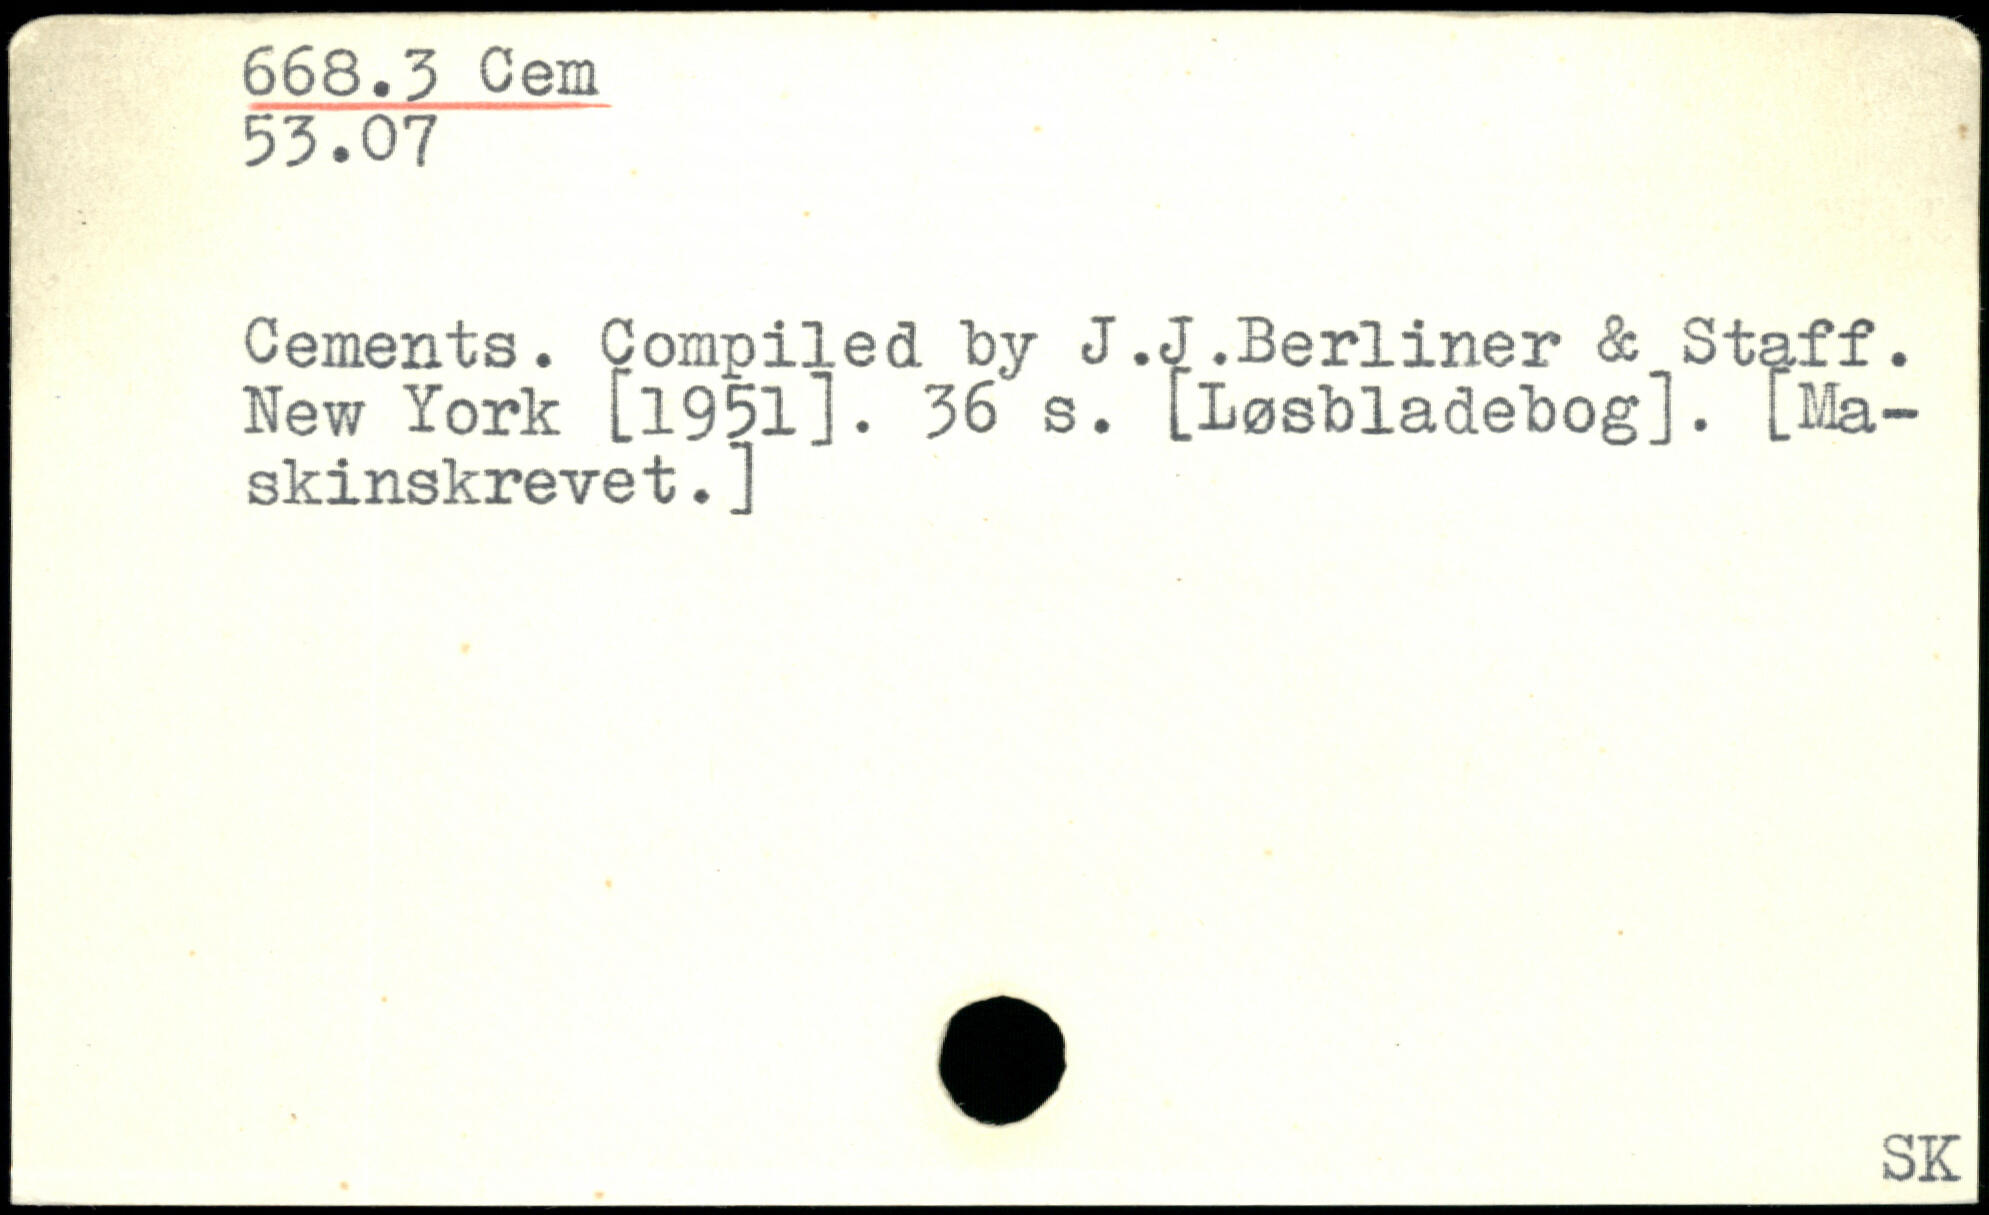 668.3 Cem
53.07
Cements. Compiled by J.J.Berliner & Staff.
New York [1951]. 36 s. [Løsbladebog]. [Ma-
skinskrevet.]
SK